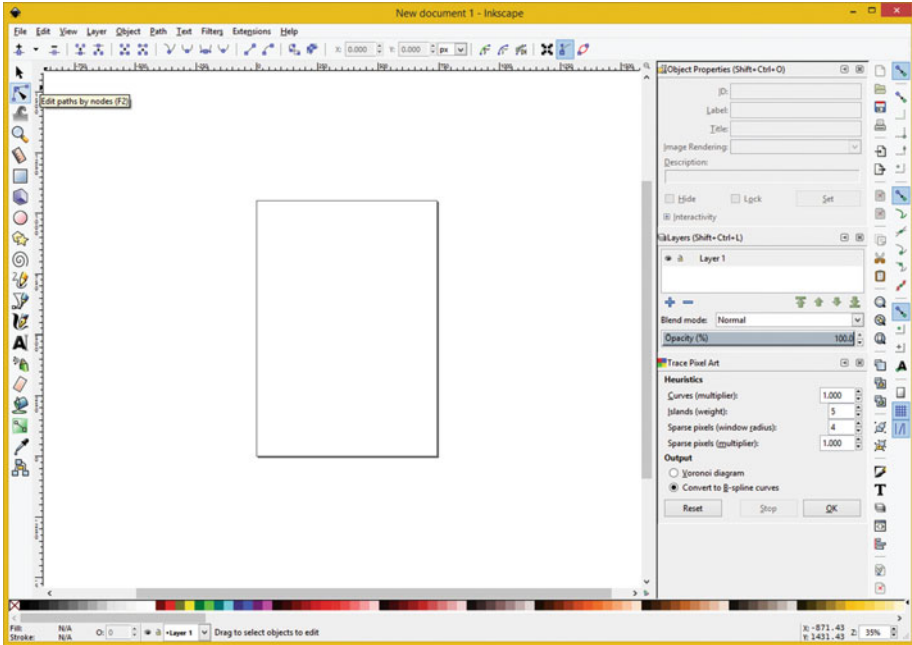 New document 1 - Inkscape
File Edit View Layer Object Path Text Filters Extensions Help
X: 0.000 Y: 0.000 px
Edit paths by nodes (F2)
Object Properties (Shift+Ctrl+O)
ID:
Label:
Title:
Image Rendering:
Description:
Hide Lock Set
Interactivity
Layers (Shift+Ctrl+L)
Layer 1
Blend mode: Normal
Opacity (%) 100.0
Trace Pixel Art
Heuristics
Curves (multiplier): 1.000
Islands (weight): 5
Sparse pixels (window radius): 4
Sparse pixels (multiplier): 1.000
Output
Voronoi diagram
Convert to B-spline curves
Reset Stop OK
Fill: N/A
Stroke: N/A
O: 0
Layer 1
Drag to select objects to edit
X: -871.43
Y: 1431.43
Z: 35%